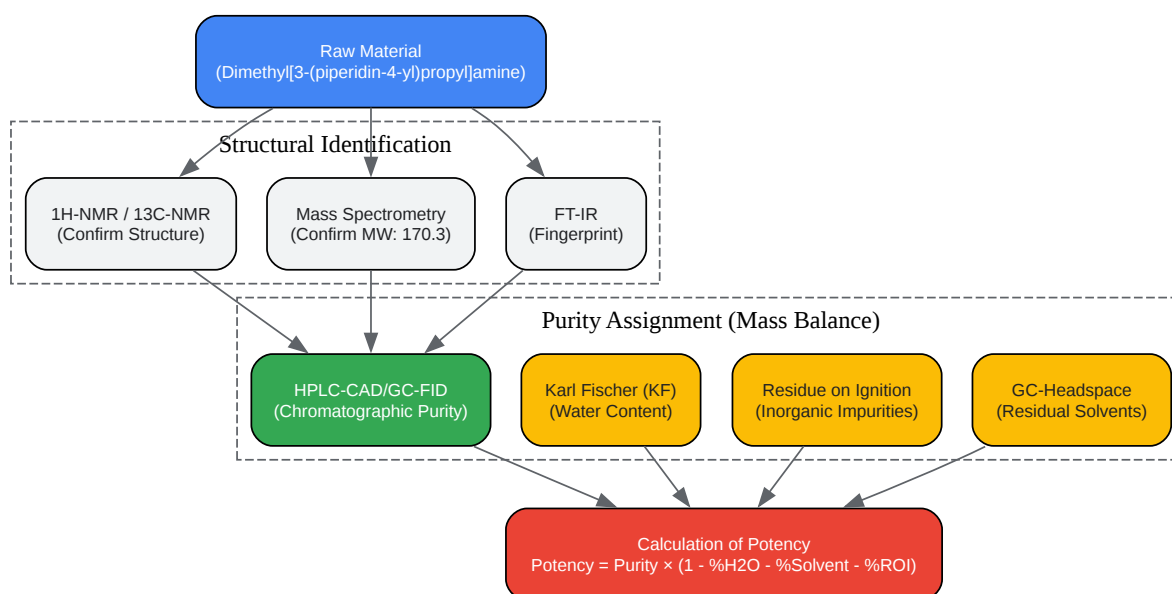 Raw Material
(Dimethyl[3-(piperidin-4-yl)propyl]amine)
Structural Identification
1H-NMR / 13C-NMR
(Confirm Structure)
Mass Spectrometry
(Confirm MW: 170.3)
FT-IR
(Fingerprint)
Purity Assignment (Mass Balance)
HPLC-CAD/GC-FID
(Chromatographic Purity)
Karl Fischer (KF)
(Water Content)
Residue on Ignition
(Inorganic Impurities)
GC-Headspace
(Residual Solvents)
Calculation of Potency
Potency = Purity × (1 - %H2O - %Solvent - %ROI)